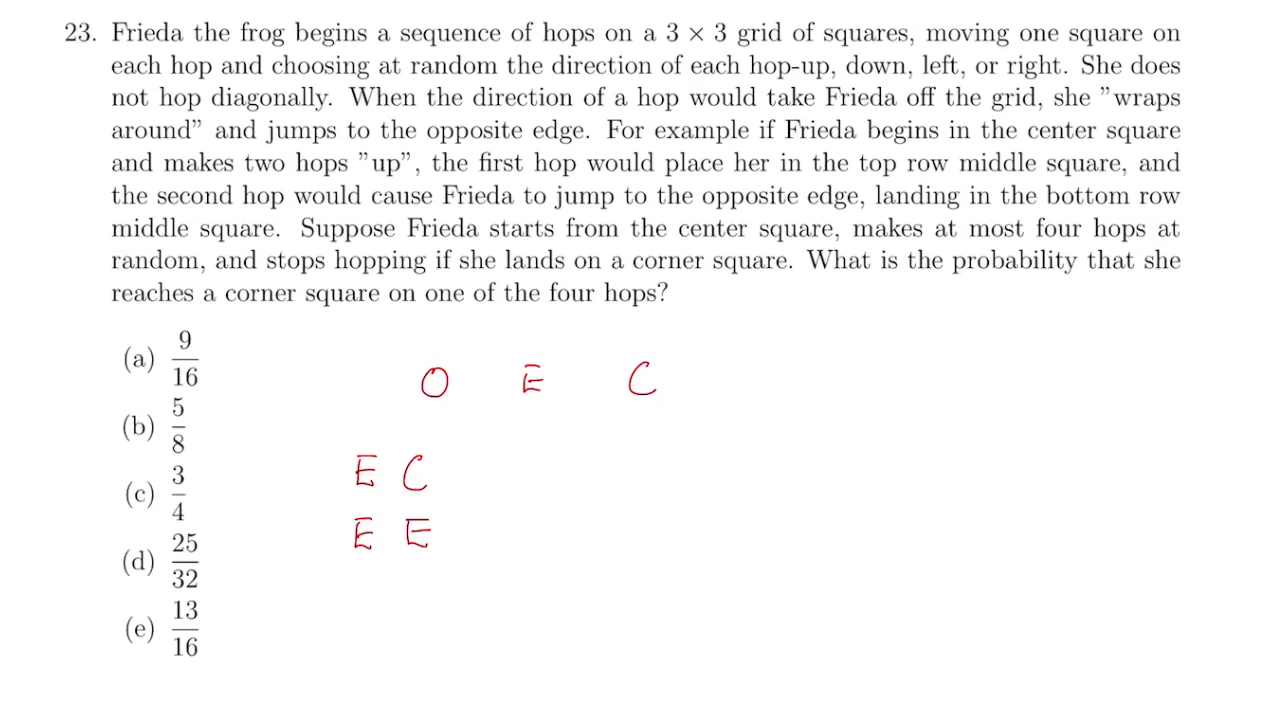 23. Frieda the frog begins a sequence of hops on a 3 × 3 grid of squares, moving one square on
each hop and choosing at random the direction of each hop-up, down, left, or right. She does
not hop diagonally. When the direction of a hop would take Frieda off the grid, she "wraps
around" and jumps to the opposite edge. For example if Frieda begins in the center square
and makes two hops "up", the first hop would place her in the top row middle square, and
the second hop would cause Frieda to jump to the opposite edge, landing in the bottom row
middle square. Suppose Frieda starts from the center square, makes at most four hops at
random, and stops hopping if she lands on a corner square. What is the probability that she
reaches a corner square on one of the four hops?
(a) 9/16
(b) 5/8
(c) 3/4
(d) 25/32
(e) 13/16
O E C
E C
E E